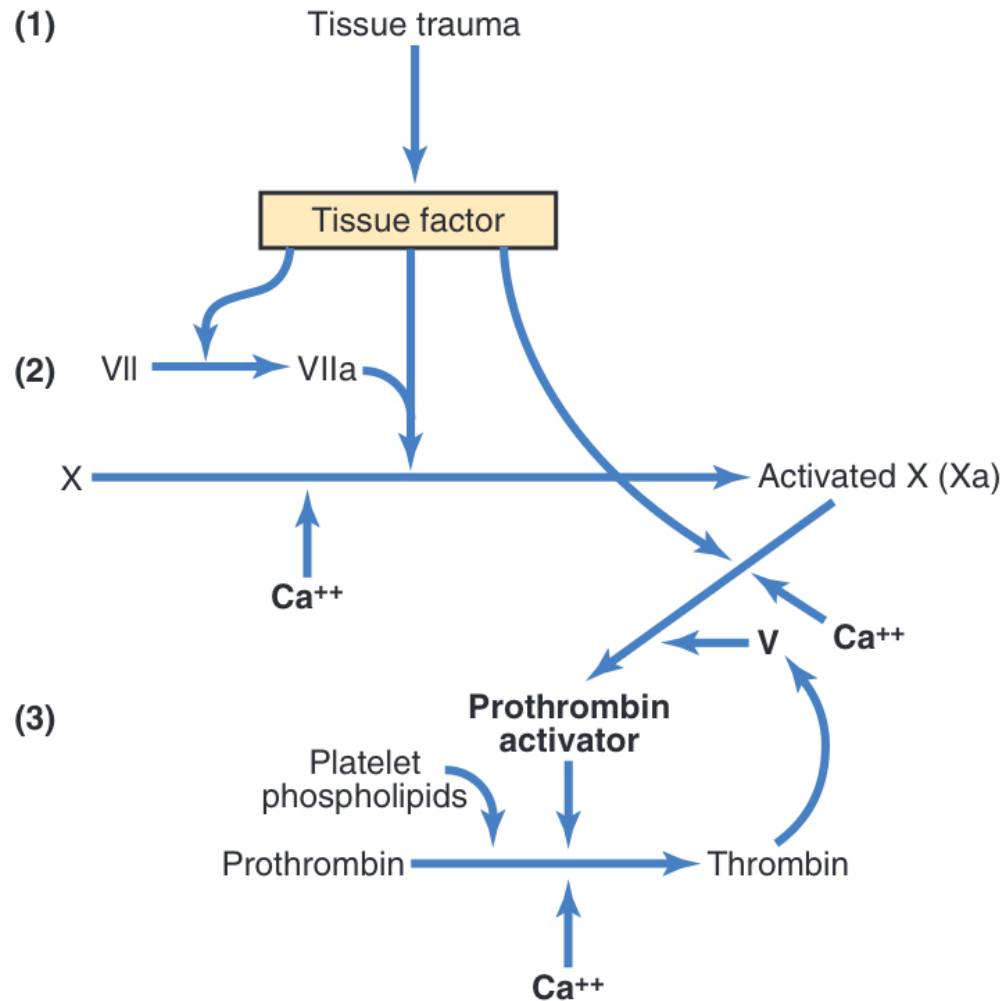 (1)
Tissue trauma
Tissue factor
(2)
VII
VIIa
X
Activated X (Xa)
Ca++
Ca++
V
(3)
Prothrombin
activator
Platelet
phospholipids
Prothrombin
Thrombin
Ca++